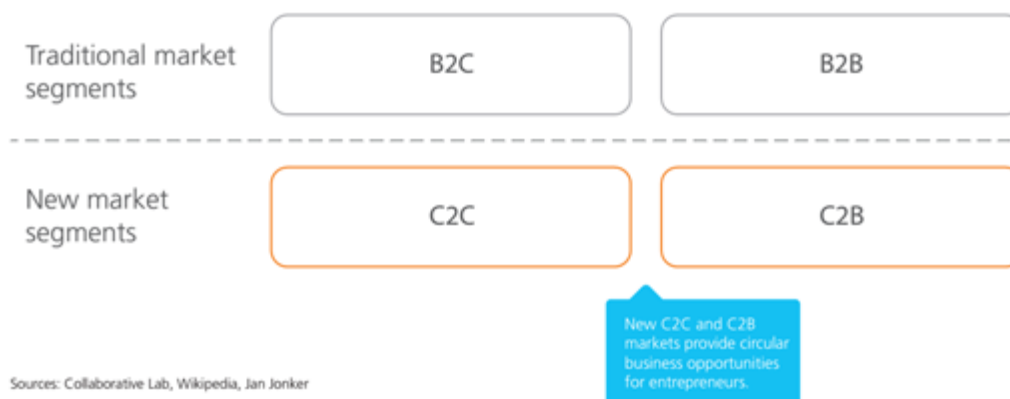 Traditional market
segments
B2C
B2B
New market
segments
C2C
C2B
New C2C and C2B
markets provide circular
business opportunities
for entrepreneurs.
Sources: Collaborative Lab, Wikipedia, Jan Jonker